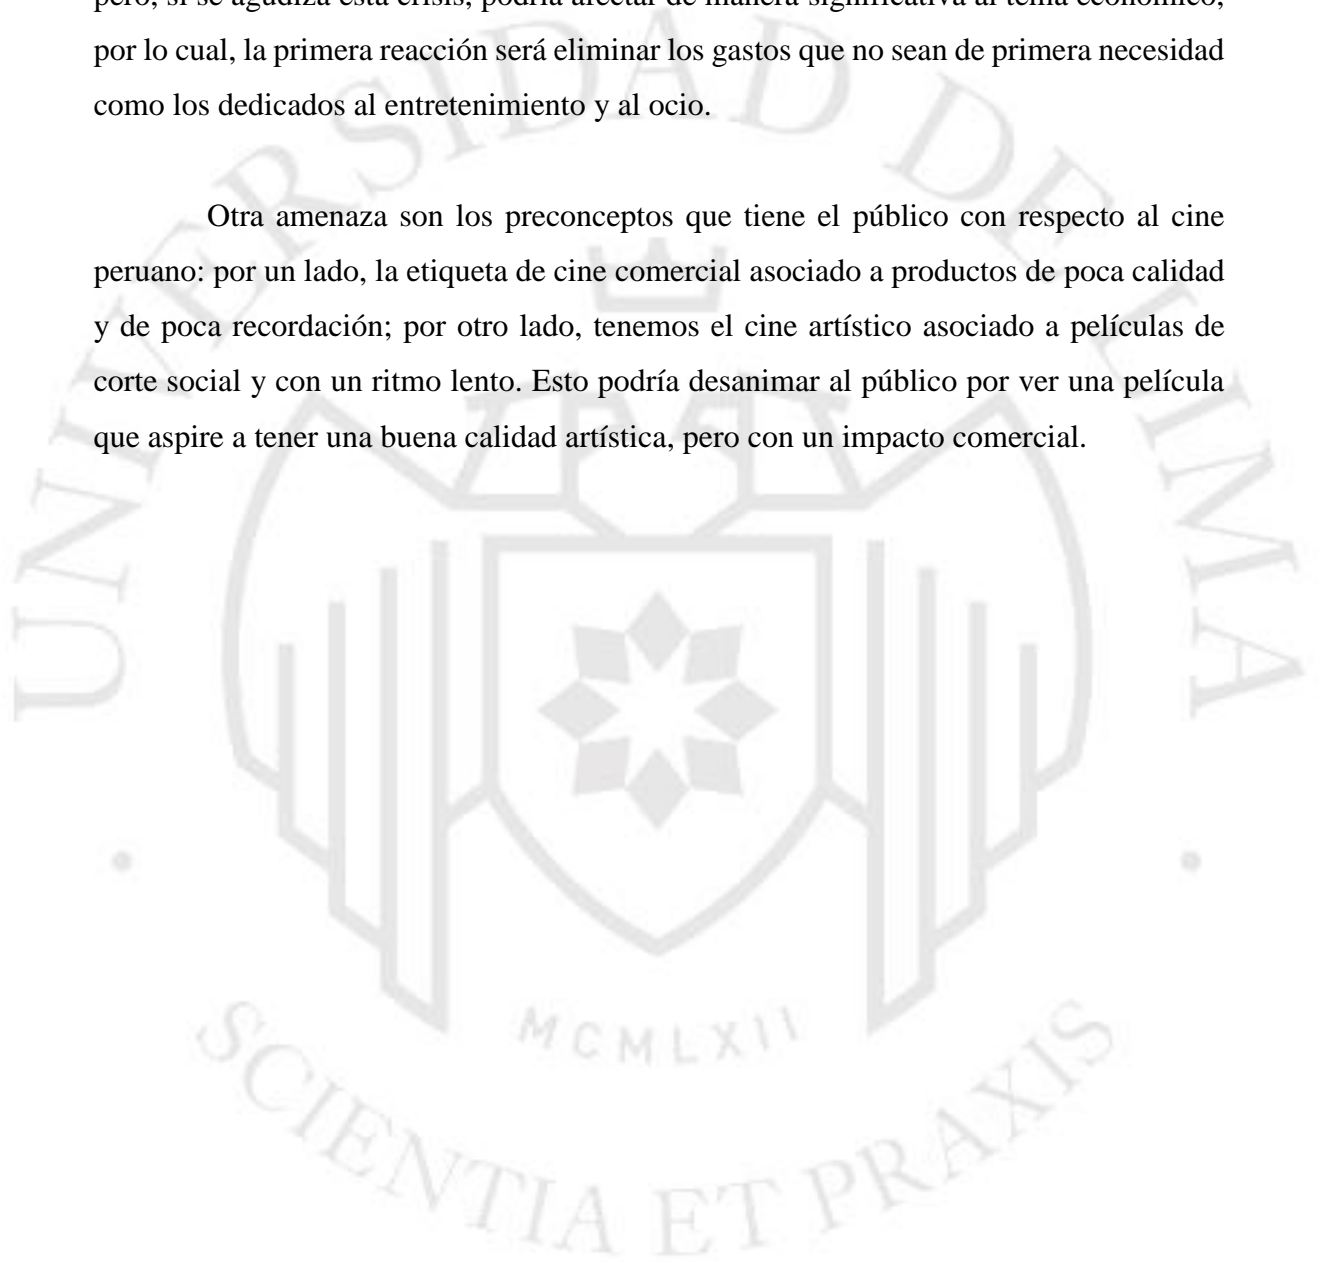 pero, si se agudiza esta crisis, podría afectar de manera significativa al tema económico,
por lo cual, la primera reacción será eliminar los gastos que no sean de primera necesidad
como los dedicados al entretenimiento y al ocio.
Otra amenaza son los preconceptos que tiene el público con respecto al cine
peruano: por un lado, la etiqueta de cine comercial asociado a productos de poca calidad
y de poca recordación; por otro lado, tenemos el cine artístico asociado a películas de
corte social y con un ritmo lento. Esto podría desanimar al público por ver una película
que aspire a tener una buena calidad artística, pero con un impacto comercial.
UNIVERSIDAD DE LIMA
MCMLXII
SCIENTIA ET PRAXIS